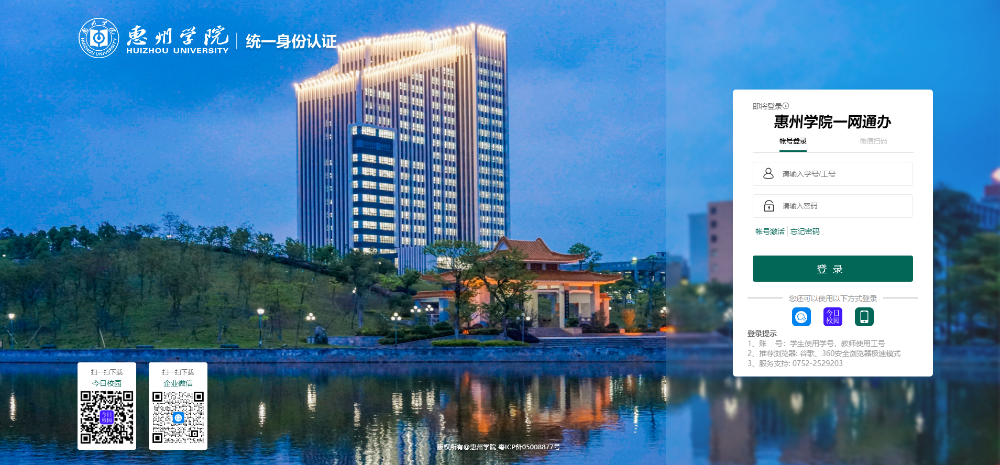 惠州学院
HUIZHOU UNIVERSITY
统一身份认证
即将登录
惠州学院一网通办
帐号登录
微信扫码
请输入学号/工号
请输入密码
帐号激活 忘记密码
登 录
您还可以使用以下方式登录
今日
校园
登录提示
1、账 号：学生使用学号，教师使用工号
2、推荐浏览器: 谷歌、360安全浏览器极速模式
3、服务支持: 0752-2529203
扫一扫下载
今日校园
今日
校园
扫一扫下载
企业微信
版权所有@惠州学院 粤ICP备05008877号